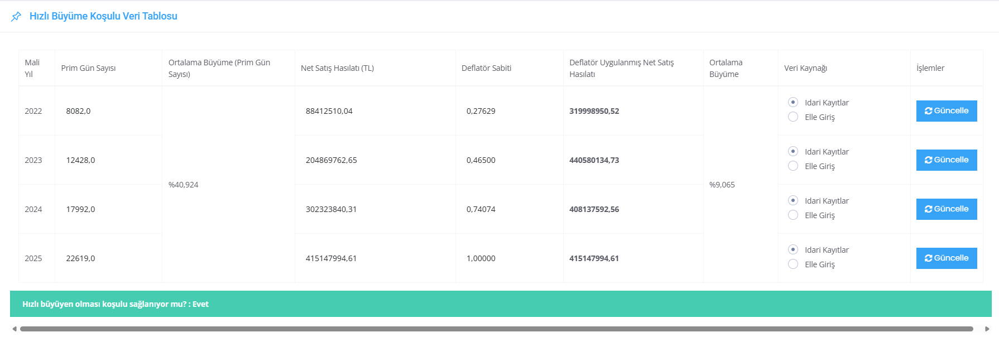 Hızlı Büyüme Koşulu Veri Tablosu
Mali Yıl
Prim Gün Sayısı
Ortalama Büyüme (Prim Gün Sayısı)
Net Satış Hasılatı (TL)
Deflatör Sabiti
Deflatör Uygulanmış Net Satış Hasılatı
Ortalama Büyüme
Veri Kaynağı
İşlemler
2022
8082,0
88412510,04
0,27629
319998950,52
Idari Kayıtlar
Elle Giriş
Güncelle
2023
12428,0
204869762,65
0,46500
440580134,73
Idari Kayıtlar
Elle Giriş
Güncelle
%40,924
%9,065
2024
17992,0
302323840,31
0,74074
408137592,56
Idari Kayıtlar
Elle Giriş
Güncelle
2025
22619,0
415147994,61
1,00000
415147994,61
Idari Kayıtlar
Elle Giriş
Güncelle
Hızlı büyüyen olması koşulu sağlanıyor mu? : Evet